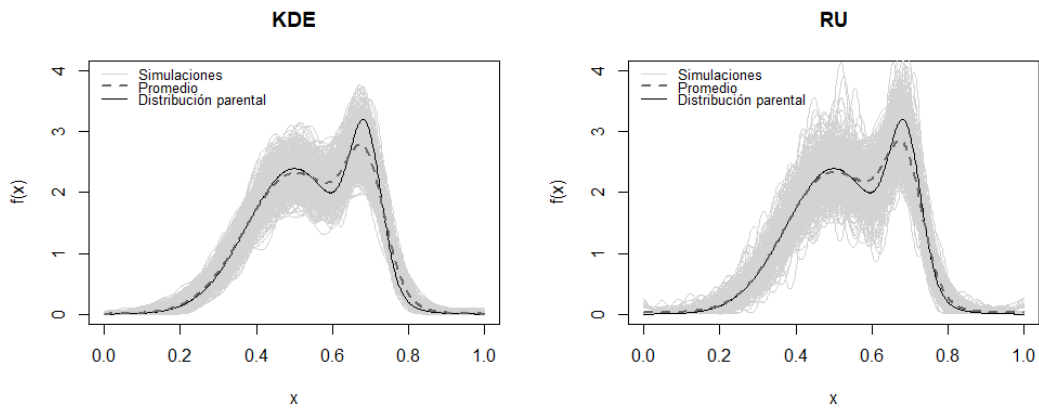 KDE
Simulaciones
Promedio
Distribución parental
f(x)
4
3
2
1
0
0.0 0.2 0.4 0.6 0.8 1.0
x
RU
Simulaciones
Promedio
Distribución parental
f(x)
4
3
2
1
0
0.0 0.2 0.4 0.6 0.8 1.0
x